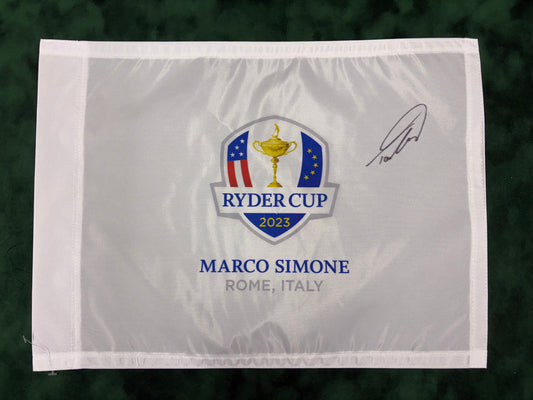 RYDER CUP
2023
MARCO SIMONE
ROME, ITALY